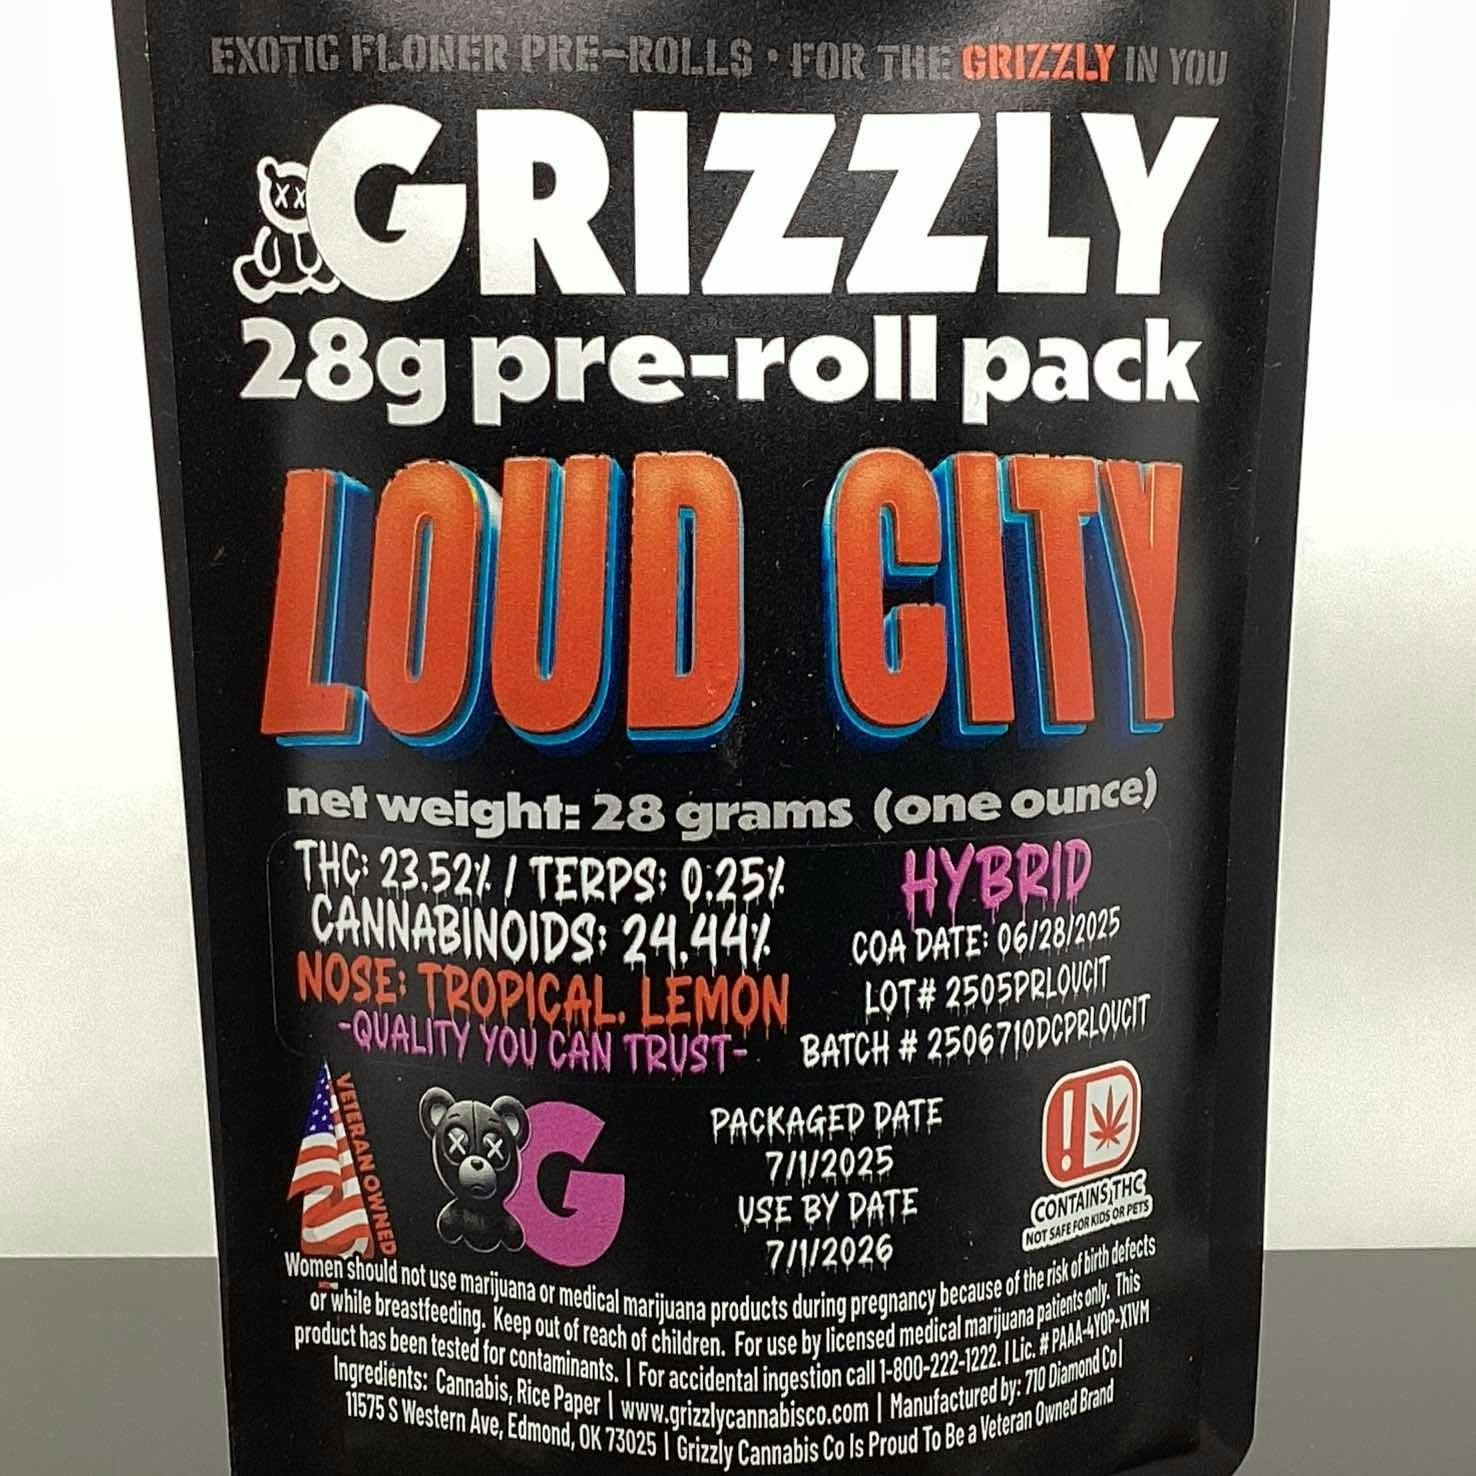 EXOTIC FLOWER PRE-ROLLS • FOR THE GRIZZLY IN YOU
GRIZZLY
28g pre-roll pack
LOUD CITY
net weight: 28 grams (one ounce)
THC: 23.52% / TERPS: 0.25%
CANNABINOIDS: 24.44%
NOSE: TROPICAL. LEMON
-QUALITY YOU CAN TRUST-
HYBRID
COA DATE: 06/28/2025
LOT# 2505PRLOUCIT
BATCH # 2506710DCPRLOUCIT
VETERAN OWNED
G
PACKAGED DATE
7/1/2025
USE BY DATE
7/1/2026
!
CONTAINS THC
NOT SAFE FOR KIDS OR PETS
Women should not use marijuana or medical marijuana products during pregnancy because of the risk of birth defects
or while breastfeeding. Keep out of reach of children. For use by licensed medical marijuana patients only. This
product has been tested for contaminants. | For accidental ingestion call 1-800-222-1222. | Lic. # PAAA-4YOP-X1VM
Ingredients: Cannabis, Rice Paper | www.grizzlycannabisco.com | Manufactured by: 710 Diamond Co |
11575 S Western Ave, Edmond, OK 73025 | Grizzly Cannabis Co Is Proud To Be a Veteran Owned Brand